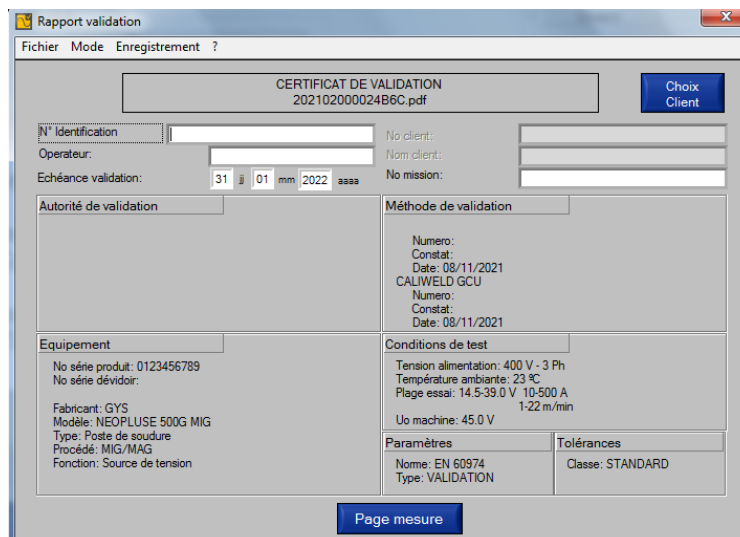 Rapport validation
Fichier Mode Enregistrement ?
CERTIFICAT DE VALIDATION
202102000024B6C.pdf
Choix
Client
N° Identification
No client:
Operateur:
Nom client:
Echéance validation: 31 jj 01 mm 2022 aaaa
No mission:
Autorité de validation
Méthode de validation
Numero:
Constat:
Date: 08/11/2021
CALIWELD GCU
Numero:
Constat:
Date: 08/11/2021
Equipement
No série produit: 0123456789
No série dévidoir:
Fabricant: GYS
Modèle: NEOPLUSE 500G MIG
Type: Poste de soudure
Procédé: MIG/MAG
Fonction: Source de tension
Conditions de test
Tension alimentation: 400 V - 3 Ph
Température ambiante: 23 ºC
Plage essai: 14.5-39.0 V 10-500 A
1-22 m/min
Uo machine: 45.0 V
Paramètres
Norme: EN 60974
Type: VALIDATION
Tolérances
Classe: STANDARD
Page mesure